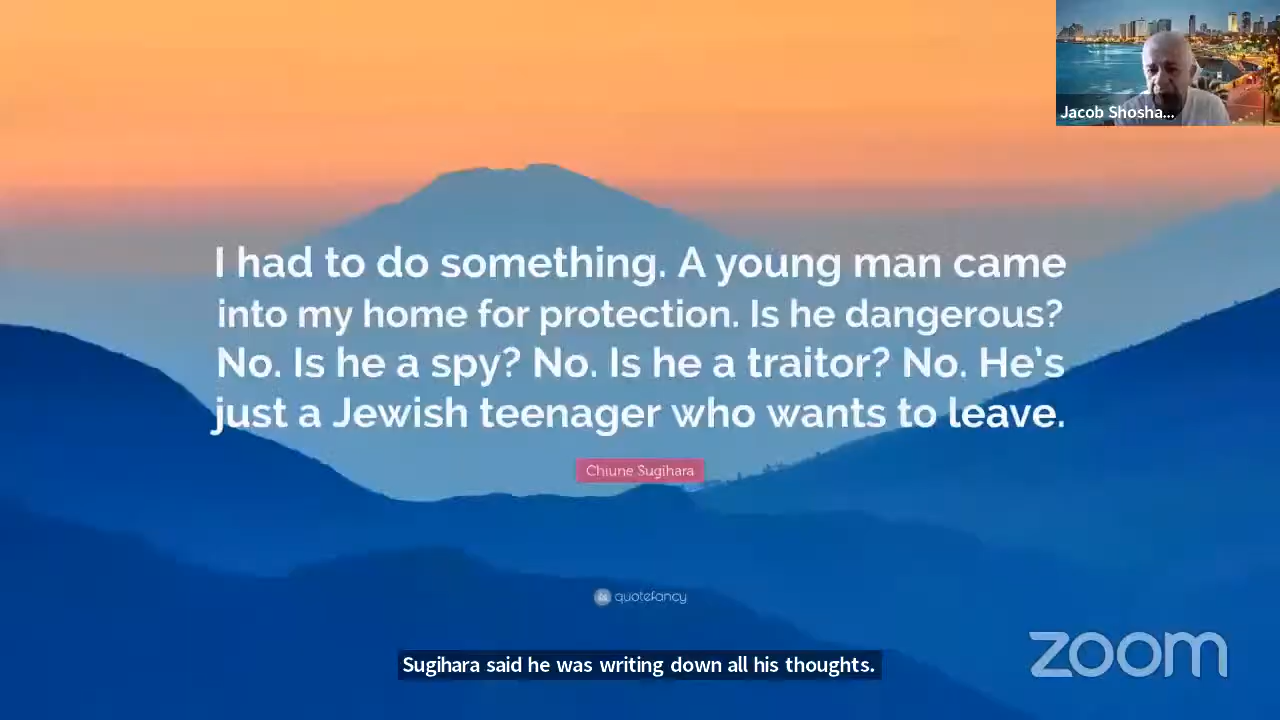 Jacob Shosha...
I had to do something. A young man came
into my home for protection. Is he dangerous?
No. Is he a spy? No. Is he a traitor? No. He's
just a Jewish teenager who wants to leave.
Chiune Sugihara
quotefancy
Sugihara said he was writing down all his thoughts.
zoom